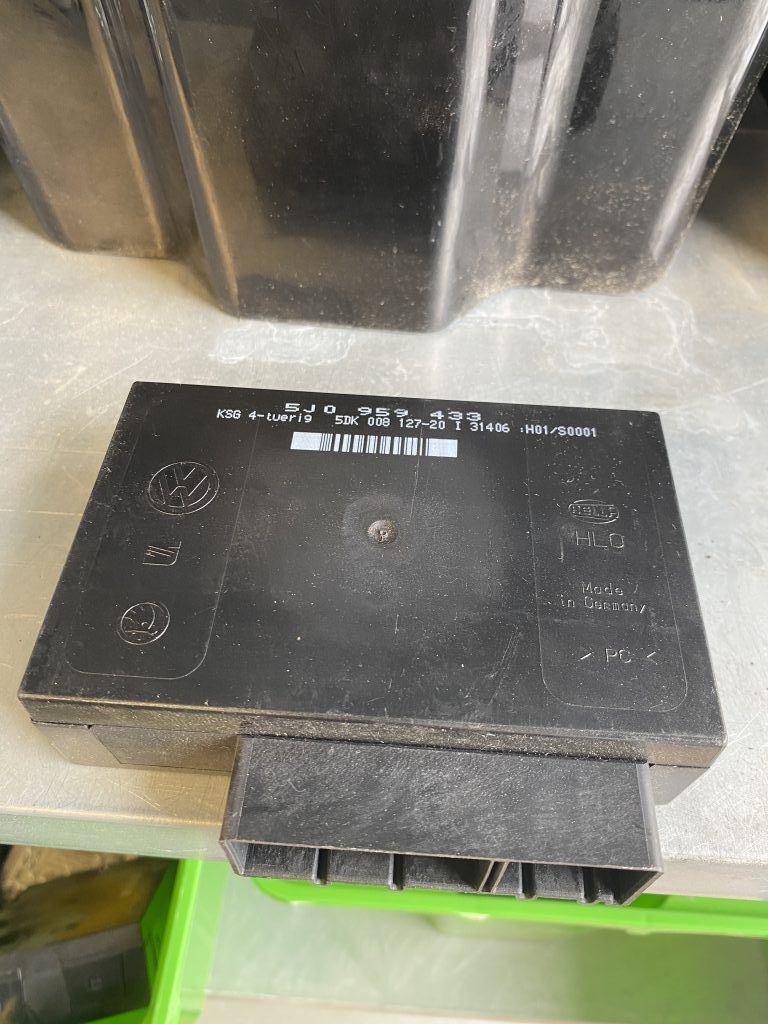 5J0 959 433
KSG 4-tuerig 5DK 008 127-20 I 31406 :H01/S0001
P
HELLA
HLO
Made
in Germany
> PC <